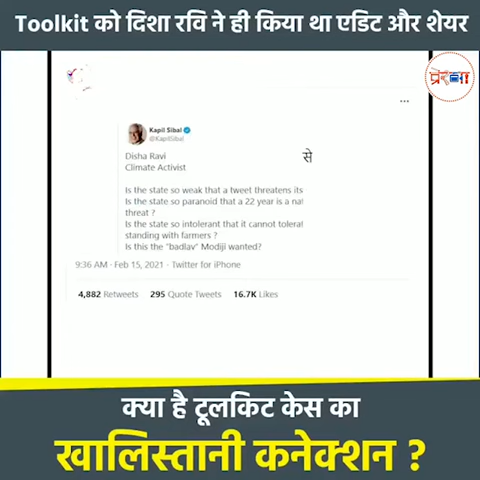 Toolkit को दिशा रवि ने ही किया था एडिट और शेयर
प्रेरणा
Kapil Sibal
@KapilSibal
से
Disha Ravi
Climate Activist
Is the state so weak that a tweet threatens its
Is the state so paranoid that a 22 year is a nat
threat ?
Is the state so intolerant that it cannot tolerat
standing with farmers ?
Is this the "badlav" Modiji wanted?
9:36 AM · Feb 15, 2021 · Twitter for iPhone
4,882 Retweets 295 Quote Tweets 16.7K Likes
क्या है टूलकिट केस का
खालिस्तानी कनेक्शन ?